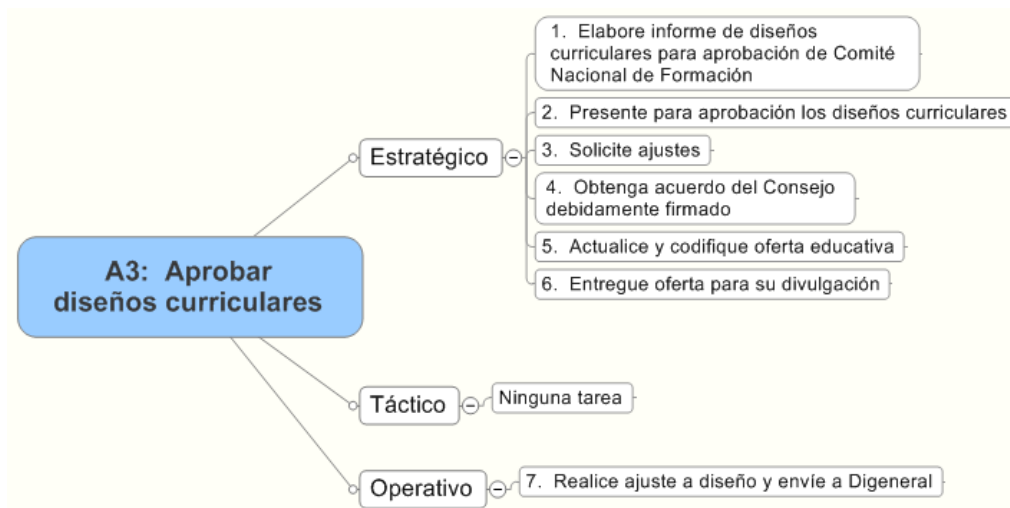 1. Elabore informe de diseños
curriculares para aprobación de Comité
Nacional de Formación
2. Presente para aprobación los diseños curriculares
Estratégico
3. Solicite ajustes
4. Obtenga acuerdo del Consejo
debidamente firmado
5. Actualice y codifique oferta educativa
6. Entregue oferta para su divulgación
A3: Aprobar
diseños curriculares
Táctico
Ninguna tarea
Operativo
7. Realice ajuste a diseño y envíe a Digeneral